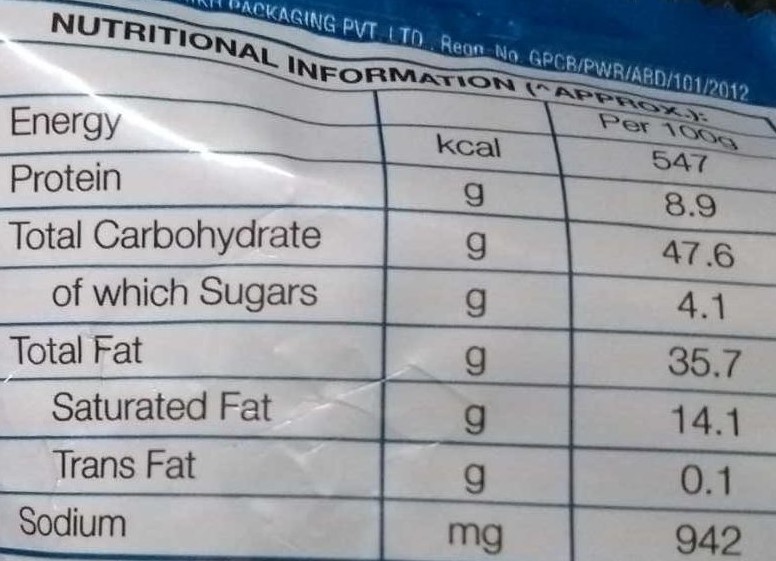 PACKAGING PVT. LTD. Regn. No. GPCB/PWR/ABD/101/2012
NUTRITIONAL INFORMATION (^APPROX.):
Per 100g
Energy kcal 547
Protein g 8.9
Total Carbohydrate g 47.6
of which Sugars g 4.1
Total Fat g 35.7
Saturated Fat g 14.1
Trans Fat g 0.1
Sodium mg 942